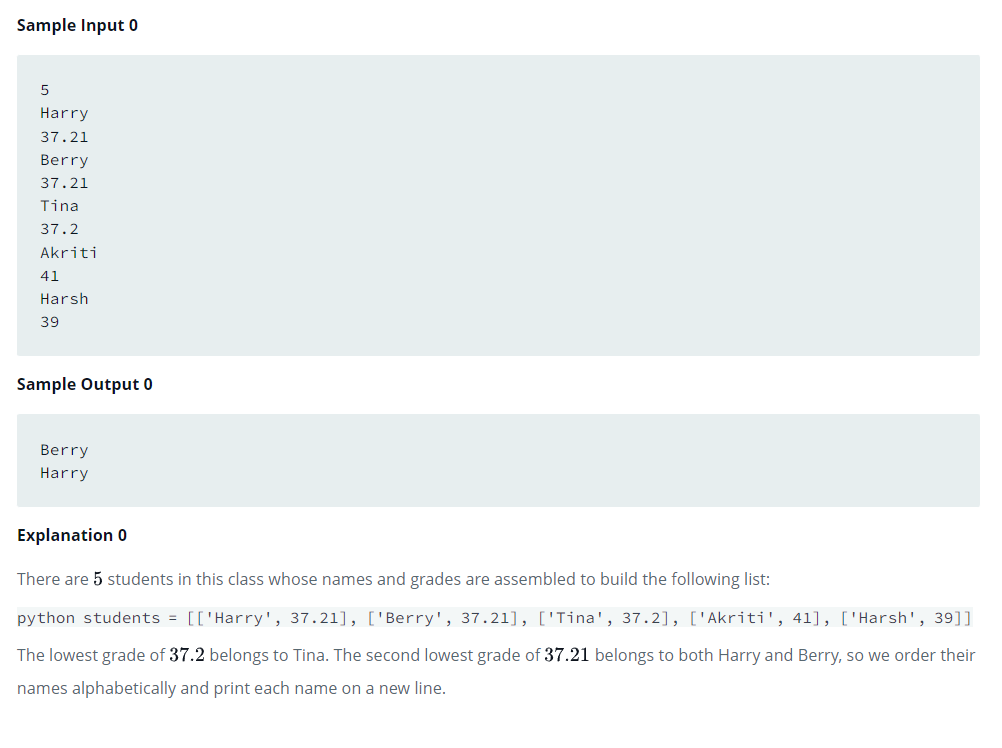 Sample Input 0
5
Harry
37.21
Berry
37.21
Tina
37.2
Akriti
41
Harsh
39
Sample Output 0
Berry
Harry
Explanation 0
There are 5 students in this class whose names and grades are assembled to build the following list:
python students = [['Harry', 37.21], ['Berry', 37.21], ['Tina', 37.2], ['Akriti', 41], ['Harsh', 39]]
The lowest grade of 37.2 belongs to Tina. The second lowest grade of 37.21 belongs to both Harry and Berry, so we order their
names alphabetically and print each name on a new line.